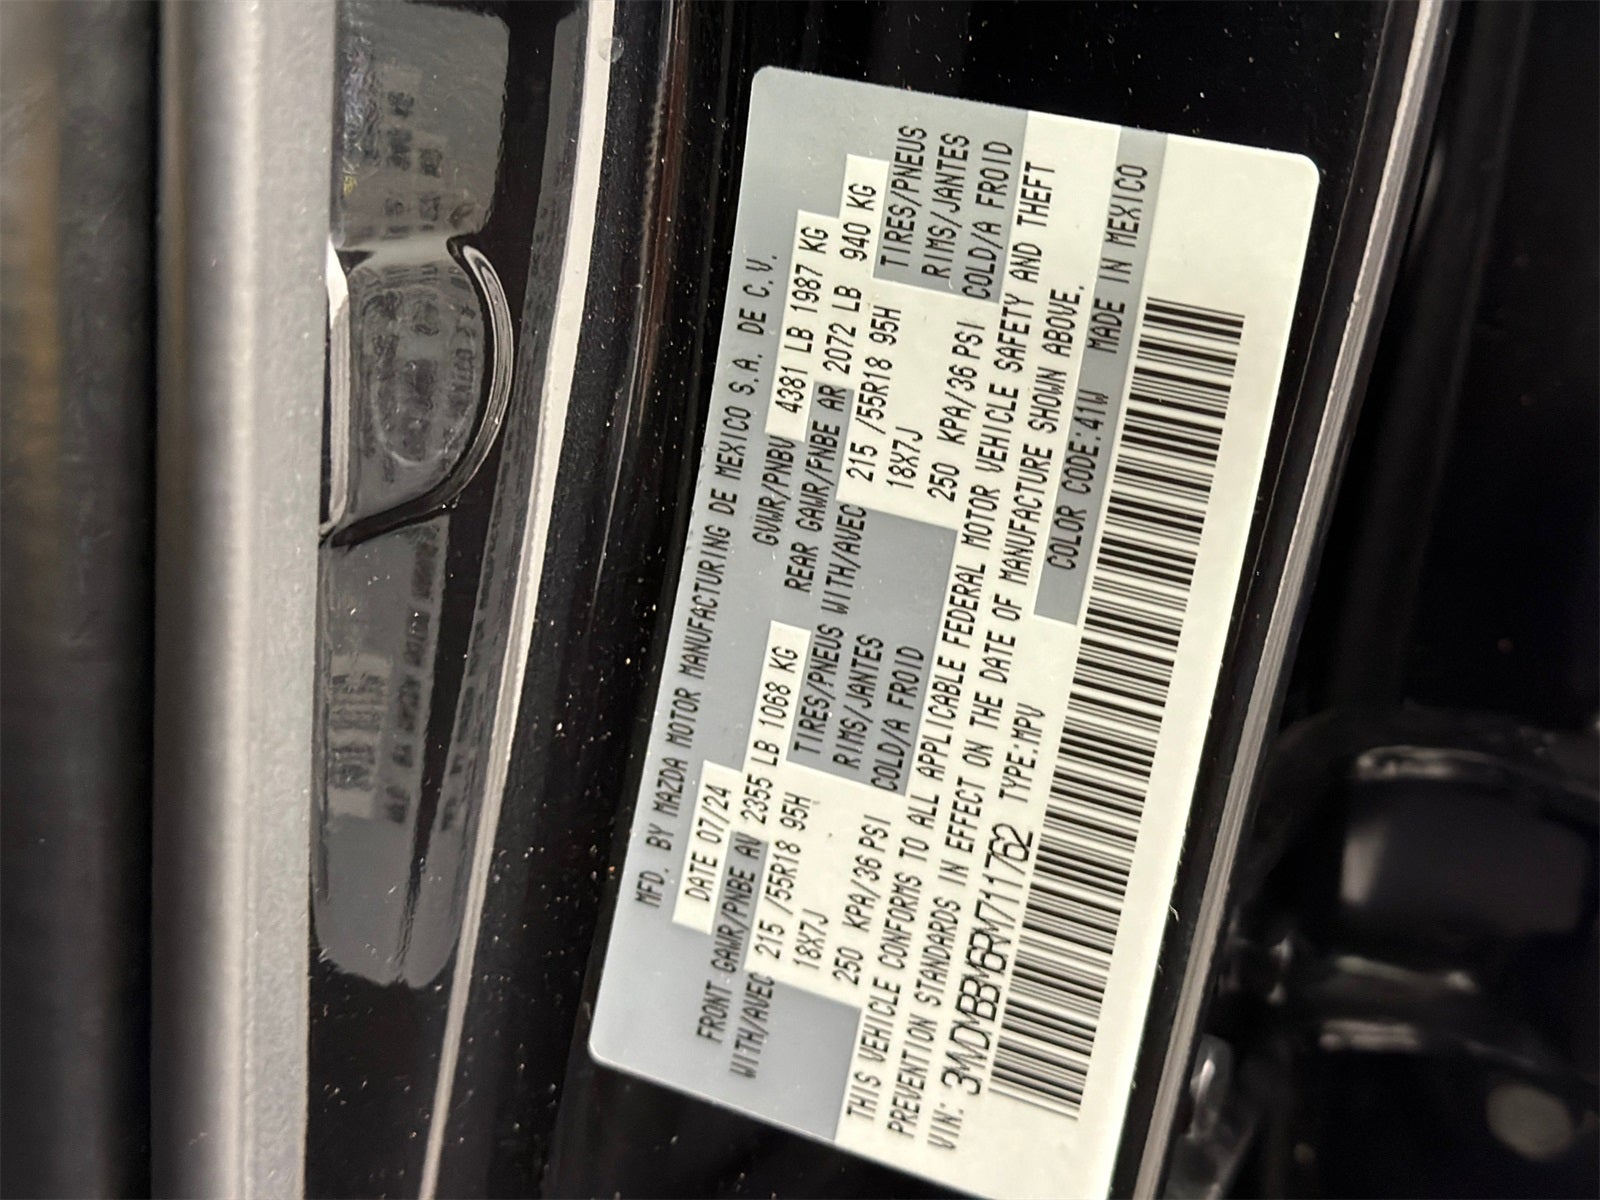 MFD. BY MAZDA MOTOR MANUFACTURING DE MEXICO S.A. DE C.V.
DATE 07/24 GVWR/PNBV 4381 LB 1987 KG
FRONT GAWR/PNBE AV 2355 LB 1068 KG REAR GAWR/PNBE AR 2072 LB 940 KG
WITH/AVEC 215 /55R18 95H TIRES/PNEUS WITH/AVEC 215 /55R18 95H TIRES/PNEUS
18X7J RIMS/JANTES 18X7J RIMS/JANTES
250 KPA/36 PSI COLD/A FROID 250 KPA/36 PSI COLD/A FROID
THIS VEHICLE CONFORMS TO ALL APPLICABLE FEDERAL MOTOR VEHICLE SAFETY AND THEFT
PREVENTION STANDARDS IN EFFECT ON THE DATE OF MANUFACTURE SHOWN ABOVE.
VIN: 3MVDMBBM6RM711762 TYPE:MPV COLOR CODE:41W MADE IN MEXICO